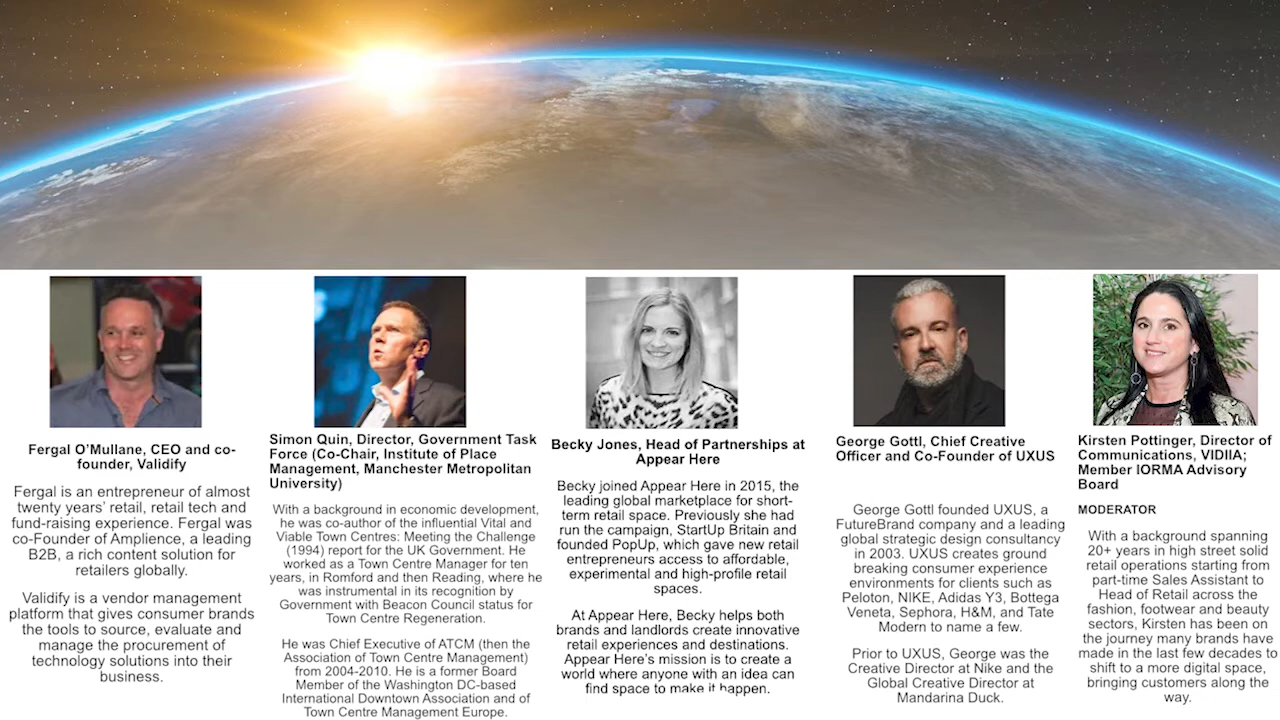 Fergal O’Mullane, CEO and co-
founder, Validify
Fergal is an entrepreneur of almost
twenty years’ retail, retail tech and
fund-raising experience. Fergal was
co-Founder of Amplience, a leading
B2B, a rich content solution for
retailers globally.
Validify is a vendor management
platform that gives consumer brands
the tools to source, evaluate and
manage the procurement of
technology solutions into their
business.
Simon Quin, Director, Government Task
Force (Co-Chair, Institute of Place
Management, Manchester Metropolitan
University)
With a background in economic development,
he was co-author of the influential Vital and
Viable Town Centres: Meeting the Challenge
(1994) report for the UK Government. He
worked as a Town Centre Manager for ten
years, in Romford and then Reading, where he
was instrumental in its recognition by
Government with Beacon Council status for
Town Centre Regeneration.
He was Chief Executive of ATCM (then the
Association of Town Centre Management)
from 2004-2010. He is a former Board
Member of the Washington DC-based
International Downtown Association and of
Town Centre Management Europe.
Becky Jones, Head of Partnerships at
Appear Here
Becky joined Appear Here in 2015, the
leading global marketplace for short-
term retail space. Previously she had
run the campaign, StartUp Britain and
founded PopUp, which gave new retail
entrepreneurs access to affordable,
experimental and high-profile retail
spaces.
At Appear Here, Becky helps both
brands and landlords create innovative
retail experiences and destinations.
Appear Here’s mission is to create a
world where anyone with an idea can
find space to make it happen.
George Gottl, Chief Creative
Officer and Co-Founder of UXUS
George Gottl founded UXUS, a
FutureBrand company and a leading
global strategic design consultancy
in 2003. UXUS creates ground
breaking consumer experience
environments for clients such as
Peloton, NIKE, Adidas Y3, Bottega
Veneta, Sephora, H&M, and Tate
Modern to name a few.
Prior to UXUS, George was the
Creative Director at Nike and the
Global Creative Director at
Mandarina Duck.
Kirsten Pottinger, Director of
Communications, VIDIIA;
Member IORMA Advisory
Board
MODERATOR
With a background spanning
20+ years in high street solid
retail operations starting from
part-time Sales Assistant to
Head of Retail across the
fashion, footwear and beauty
sectors, Kirsten has been on
the journey many brands have
made in the last few decades to
shift to a more digital space,
bringing customers along the
way.